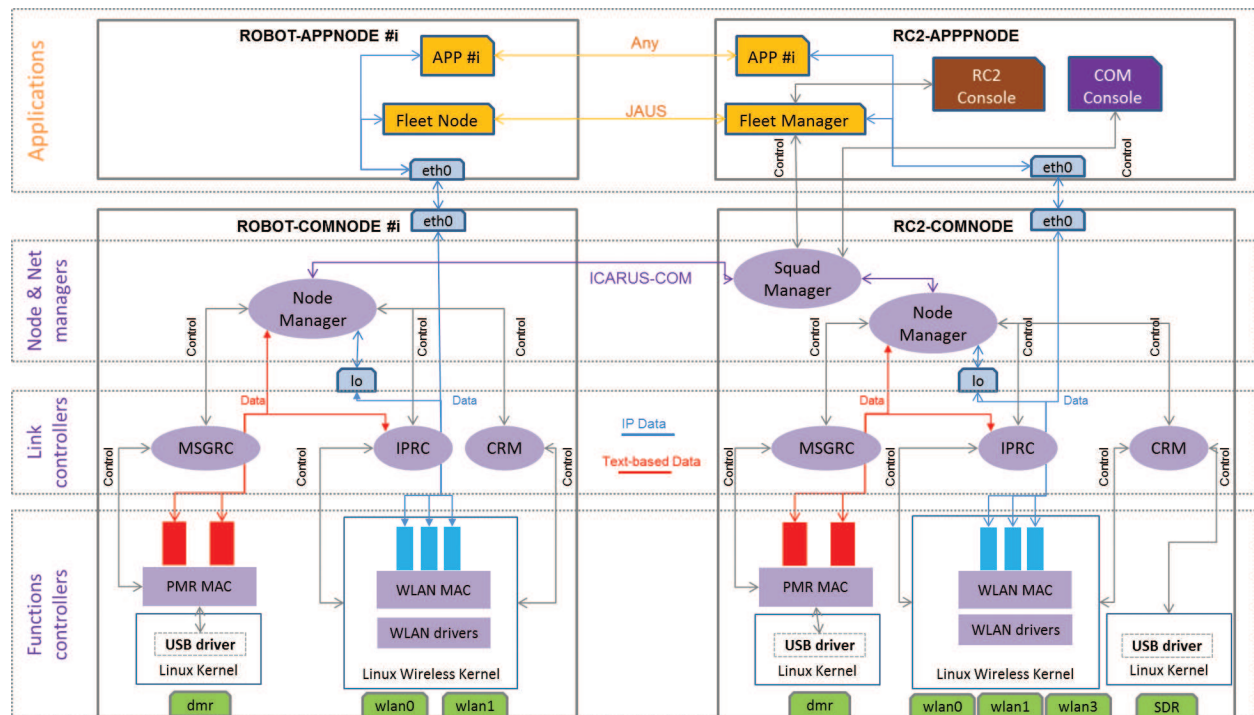 ROBOT-APPNODE #i
RC2-APPPNODE
Applications
APP #i
Any
APP #i
RC2
Console
COM
Console
Fleet Node
JAUS
Fleet Manager
Control
Control
eth0
eth0
ROBOT-COMNODE #i
eth0
RC2-COMNODE
eth0
Node & Net
managers
Node
Manager
ICARUS-COM
Squad
Manager
Node
Manager
Control
Control
Control
Control
Control
Control
lo
lo
Link
controllers
Data
Data
Data
Data
MSGRC
IPRC
CRM
IP Data
Text-based Data
MSGRC
IPRC
CRM
Control
Control
Control
Control
Control
Control
Control
Functions
controllers
PMR MAC
WLAN MAC
WLAN drivers
USB driver
Linux Kernel
Linux Wireless Kernel
PMR MAC
WLAN MAC
WLAN drivers
USB driver
Linux Kernel
Linux Wireless Kernel
USB driver
Linux Kernel
dmr
wlan0
wlan1
dmr
wlan0
wlan1
wlan3
SDR